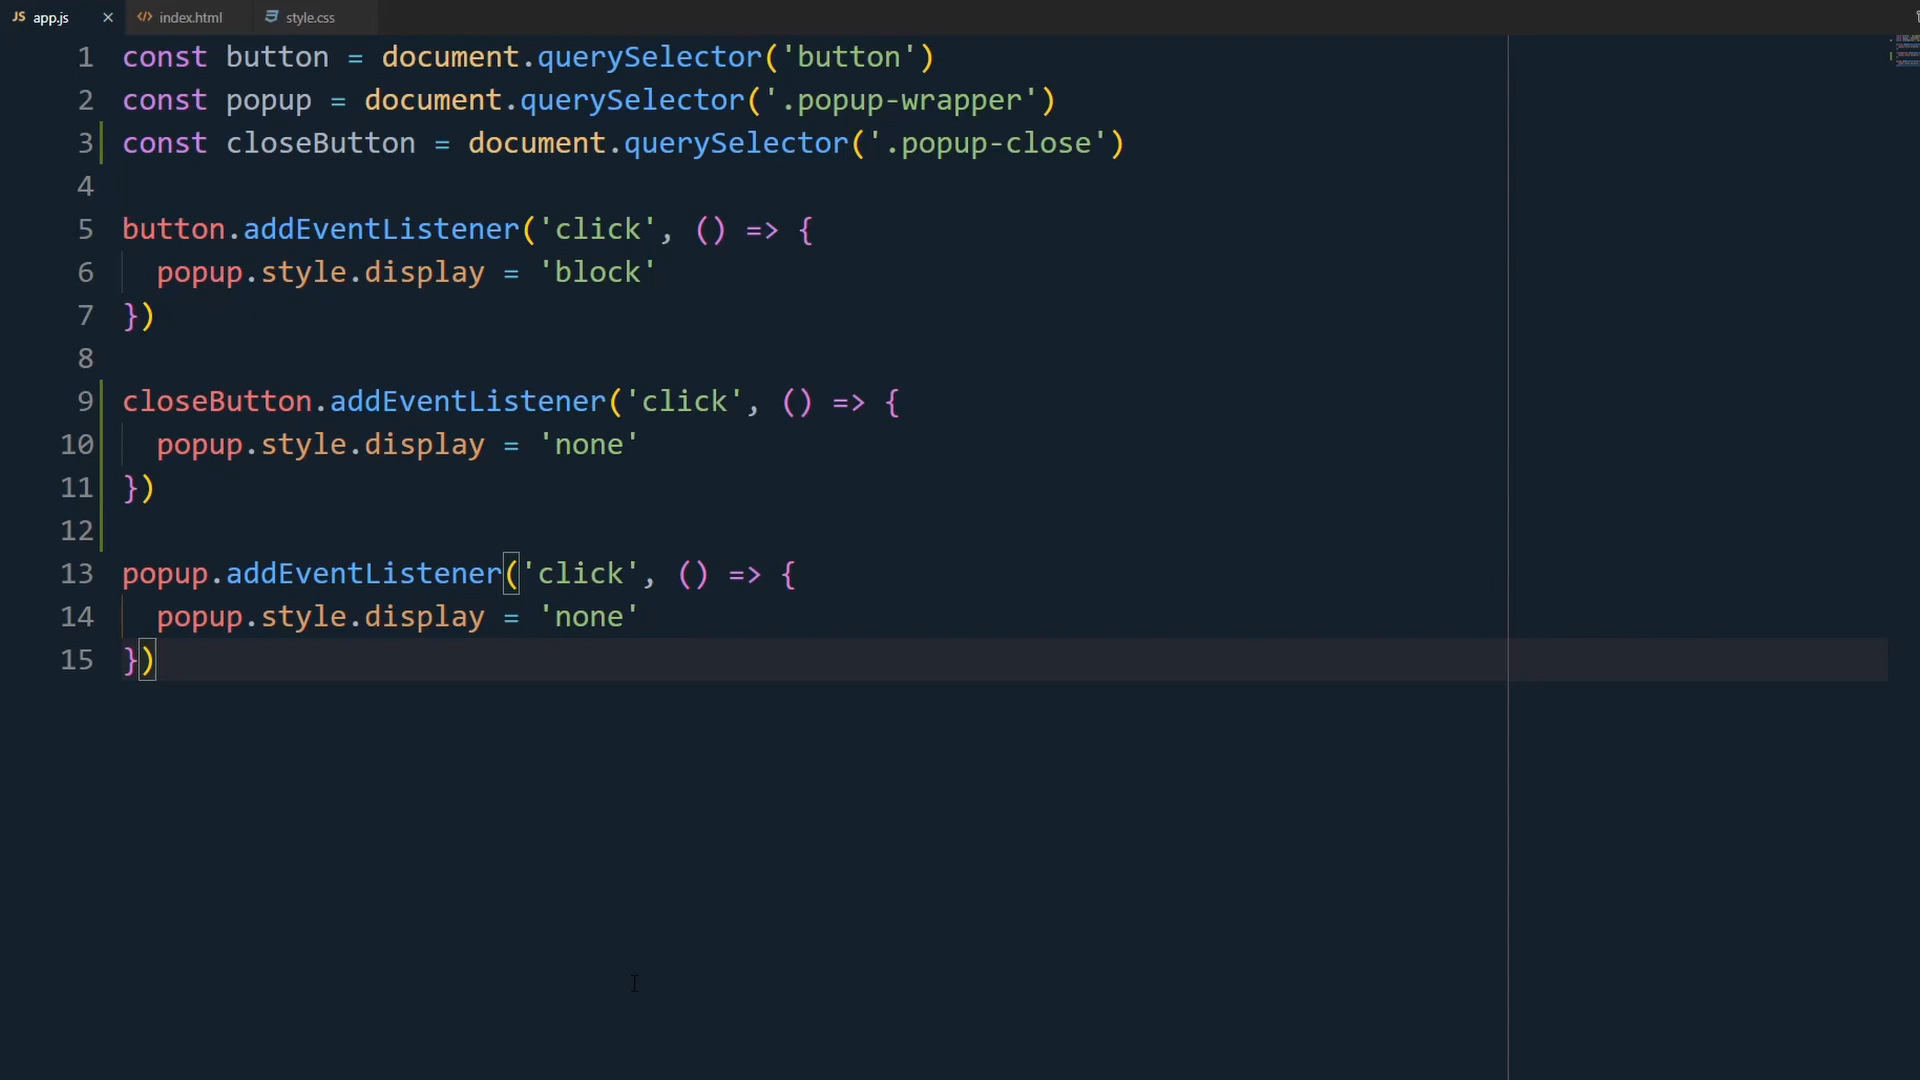 JS app.js × </> index.html style.css
1 const button = document.querySelector('button')
2 const popup = document.querySelector('.popup-wrapper')
3 const closeButton = document.querySelector('.popup-close')
4
5 button.addEventListener('click', () => {
6 popup.style.display = 'block'
7 })
8
9 closeButton.addEventListener('click', () => {
10 popup.style.display = 'none'
11 })
12
13 popup.addEventListener('click', () => {
14 popup.style.display = 'none'
15 })